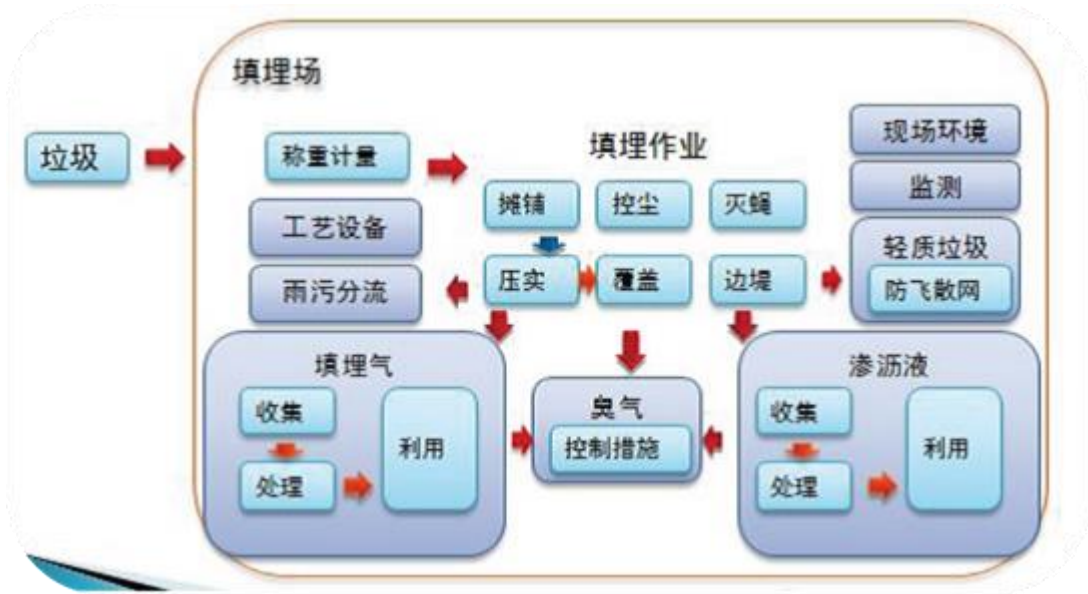 填埋场
垃圾
称重计量
填埋作业
现场环境
监测
摊铺
控尘
灭蝇
工艺设备
轻质垃圾
防飞散网
压实
覆盖
边堤
雨污分流
填埋气
收集
处理
利用
臭气
控制措施
渗沥液
收集
处理
利用